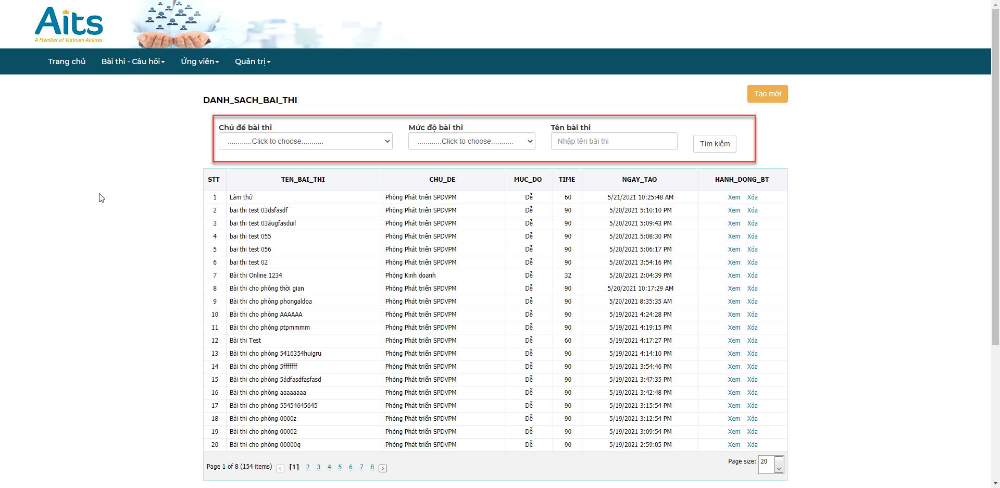 Aits
A Member of Vietnam Airlines
Trang chủ Bài thi - Câu hỏi Ứng viên Quản trị
DANH_SACH_BAI_THI
Tạo mới
Chủ đề bài thi Mức độ bài thi Tên bài thi
............Click to choose........... ............Click to choose........... Nhập tên bài thi Tìm kiếm
STT TEN_BAI_THI CHU_DE MUC_DO TIME NGAY_TAO HANH_DONG_BT
1 Làm thử Phòng Phát triển SPDVPM Dễ 60 5/21/2021 10:25:48 AM Xem Xóa
2 bai thi test 03dsfasdf Phòng Phát triển SPDVPM Dễ 90 5/20/2021 5:10:10 PM Xem Xóa
3 bai thi test 03áugfasduil Phòng Phát triển SPDVPM Dễ 90 5/20/2021 5:09:43 PM Xem Xóa
4 bai thi test 055 Phòng Phát triển SPDVPM Dễ 90 5/20/2021 5:08:30 PM Xem Xóa
5 bai thi test 056 Phòng Phát triển SPDVPM Dễ 90 5/20/2021 5:06:17 PM Xem Xóa
6 bai thi test 02 Phòng Phát triển SPDVPM Dễ 90 5/20/2021 3:54:16 PM Xem Xóa
7 Bài thi Online 1234 Phòng Kinh doanh Dễ 32 5/20/2021 2:04:39 PM Xem Xóa
8 Bài thi cho phòng thời gian Phòng Phát triển SPDVPM Dễ 90 5/20/2021 10:17:29 AM Xem Xóa
9 Bài thi cho phòng phongaldoa Phòng Phát triển SPDVPM Dễ 90 5/20/2021 8:35:35 AM Xem Xóa
10 Bài thi cho phòng AAAAAA Phòng Phát triển SPDVPM Dễ 90 5/19/2021 4:24:28 PM Xem Xóa
11 Bài thi cho phòng ptpmmmm Phòng Phát triển SPDVPM Dễ 90 5/19/2021 4:19:15 PM Xem Xóa
12 Bài thi Test Phòng Phát triển SPDVPM Dễ 60 5/19/2021 4:17:27 PM Xem Xóa
13 Bài thi cho phòng 5416354huigru Phòng Phát triển SPDVPM Dễ 90 5/19/2021 4:14:10 PM Xem Xóa
14 Bài thi cho phòng 5fffffff Phòng Phát triển SPDVPM Dễ 90 5/19/2021 3:54:46 PM Xem Xóa
15 Bài thi cho phòng 5ádfasdfasfasd Phòng Phát triển SPDVPM Dễ 90 5/19/2021 3:47:35 PM Xem Xóa
16 Bài thi cho phòng aaaaaaaa Phòng Phát triển SPDVPM Dễ 90 5/19/2021 3:42:48 PM Xem Xóa
17 Bài thi cho phòng 55454645645 Phòng Phát triển SPDVPM Dễ 90 5/19/2021 3:15:54 PM Xem Xóa
18 Bài thi cho phòng 0000z Phòng Phát triển SPDVPM Dễ 90 5/19/2021 3:12:54 PM Xem Xóa
19 Bài thi cho phòng 00002 Phòng Phát triển SPDVPM Dễ 90 5/19/2021 3:09:54 PM Xem Xóa
20 Bài thi cho phòng 00000q Phòng Phát triển SPDVPM Dễ 90 5/19/2021 2:59:05 PM Xem Xóa
Page 1 of 8 (154 items) [1] 2 3 4 5 6 7 8 Page size: 20